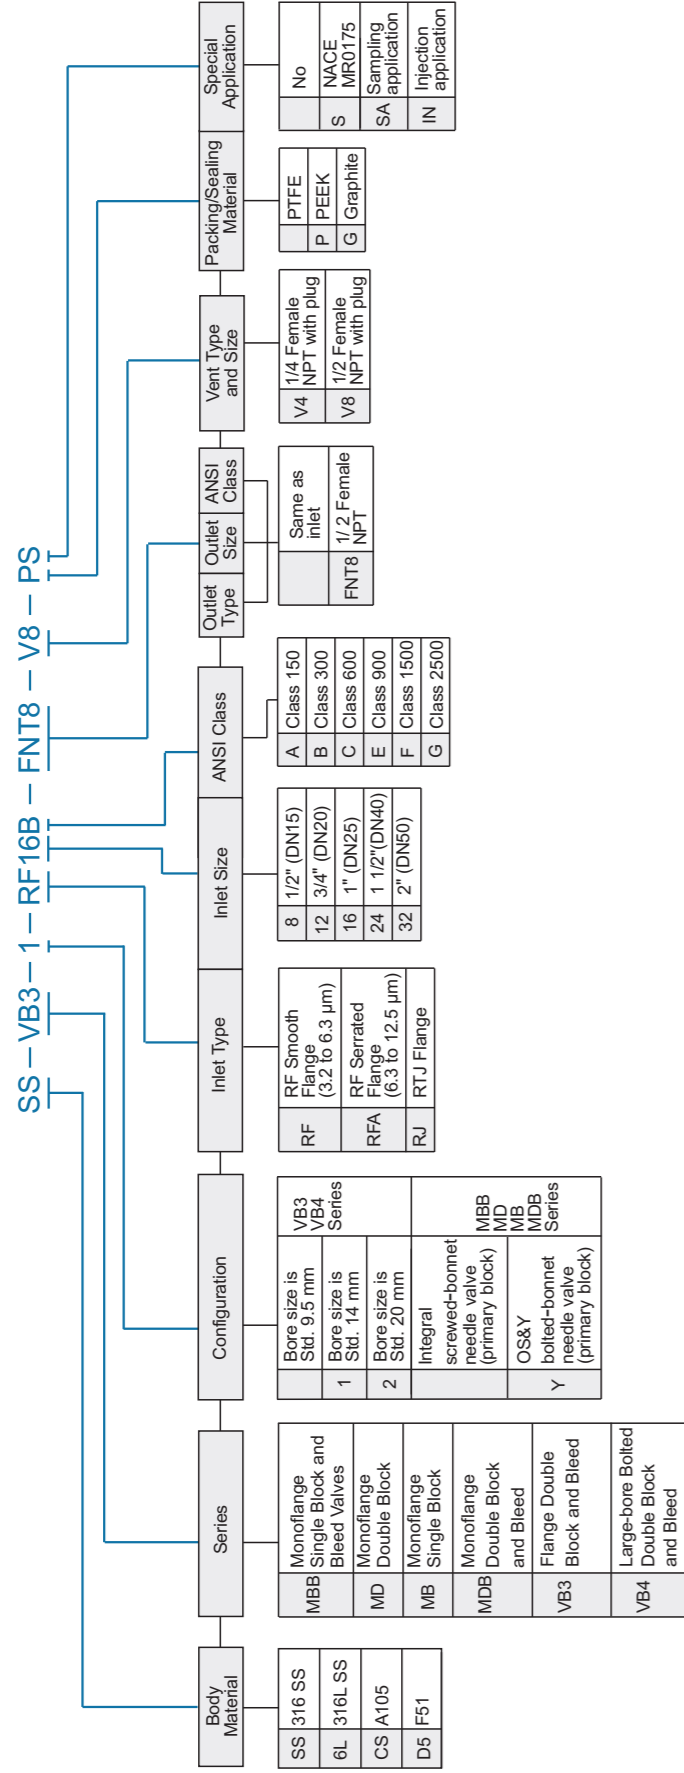 SS – VB3 – 1 – RF16B – FNT8 – V8 – PS
Body
Material
SS 316 SS
6L 316L SS
CS A105
D5 F51
Series
MBB
Monoflange
Single Block and
Bleed Valves
MD
Monoflange
Double Block
MB
Monoflange
Single Block
MDB
Monoflange
Double Block
and Bleed
VB3
Flange Double
Block and Bleed
VB4
Large-bore Bolted
Double Block
and Bleed
Configuration
Bore size is
Std. 9.5 mm
1
Bore size is
Std. 14 mm
2
Bore size is
Std. 20 mm
VB3
VB4
Series
Integral
screwed-bonnet
needle valve
(primary block)
Y
OS&Y
bolted-bonnet
needle valve
(primary block)
MBB
MD
MB
MDB
Series
Inlet Type
RF
RF Smooth
Flange
(3.2 to 6.3 µm)
RFA
RF Serrated
Flange
(6.3 to 12.5 µm)
RJ RTJ Flange
Inlet Size
8 1/2" (DN15)
12 3/4" (DN20)
16 1" (DN25)
24 1 1/2"(DN40)
32 2" (DN50)
ANSI Class
A Class 150
B Class 300
C Class 600
E Class 900
F Class 1500
G Class 2500
Outlet
Type
Outlet
Size
ANSI
Class
Same as
inlet
FNT8
1/ 2 Female
NPT
Vent Type
and Size
V4
1/4 Female
NPT with plug
V8
1/2 Female
NPT with plug
Packing/Sealing
Material
PTFE
P PEEK
G Graphite
Special
Application
No
S
NACE
MR0175
SA
Sampling
application
IN
Injection
application